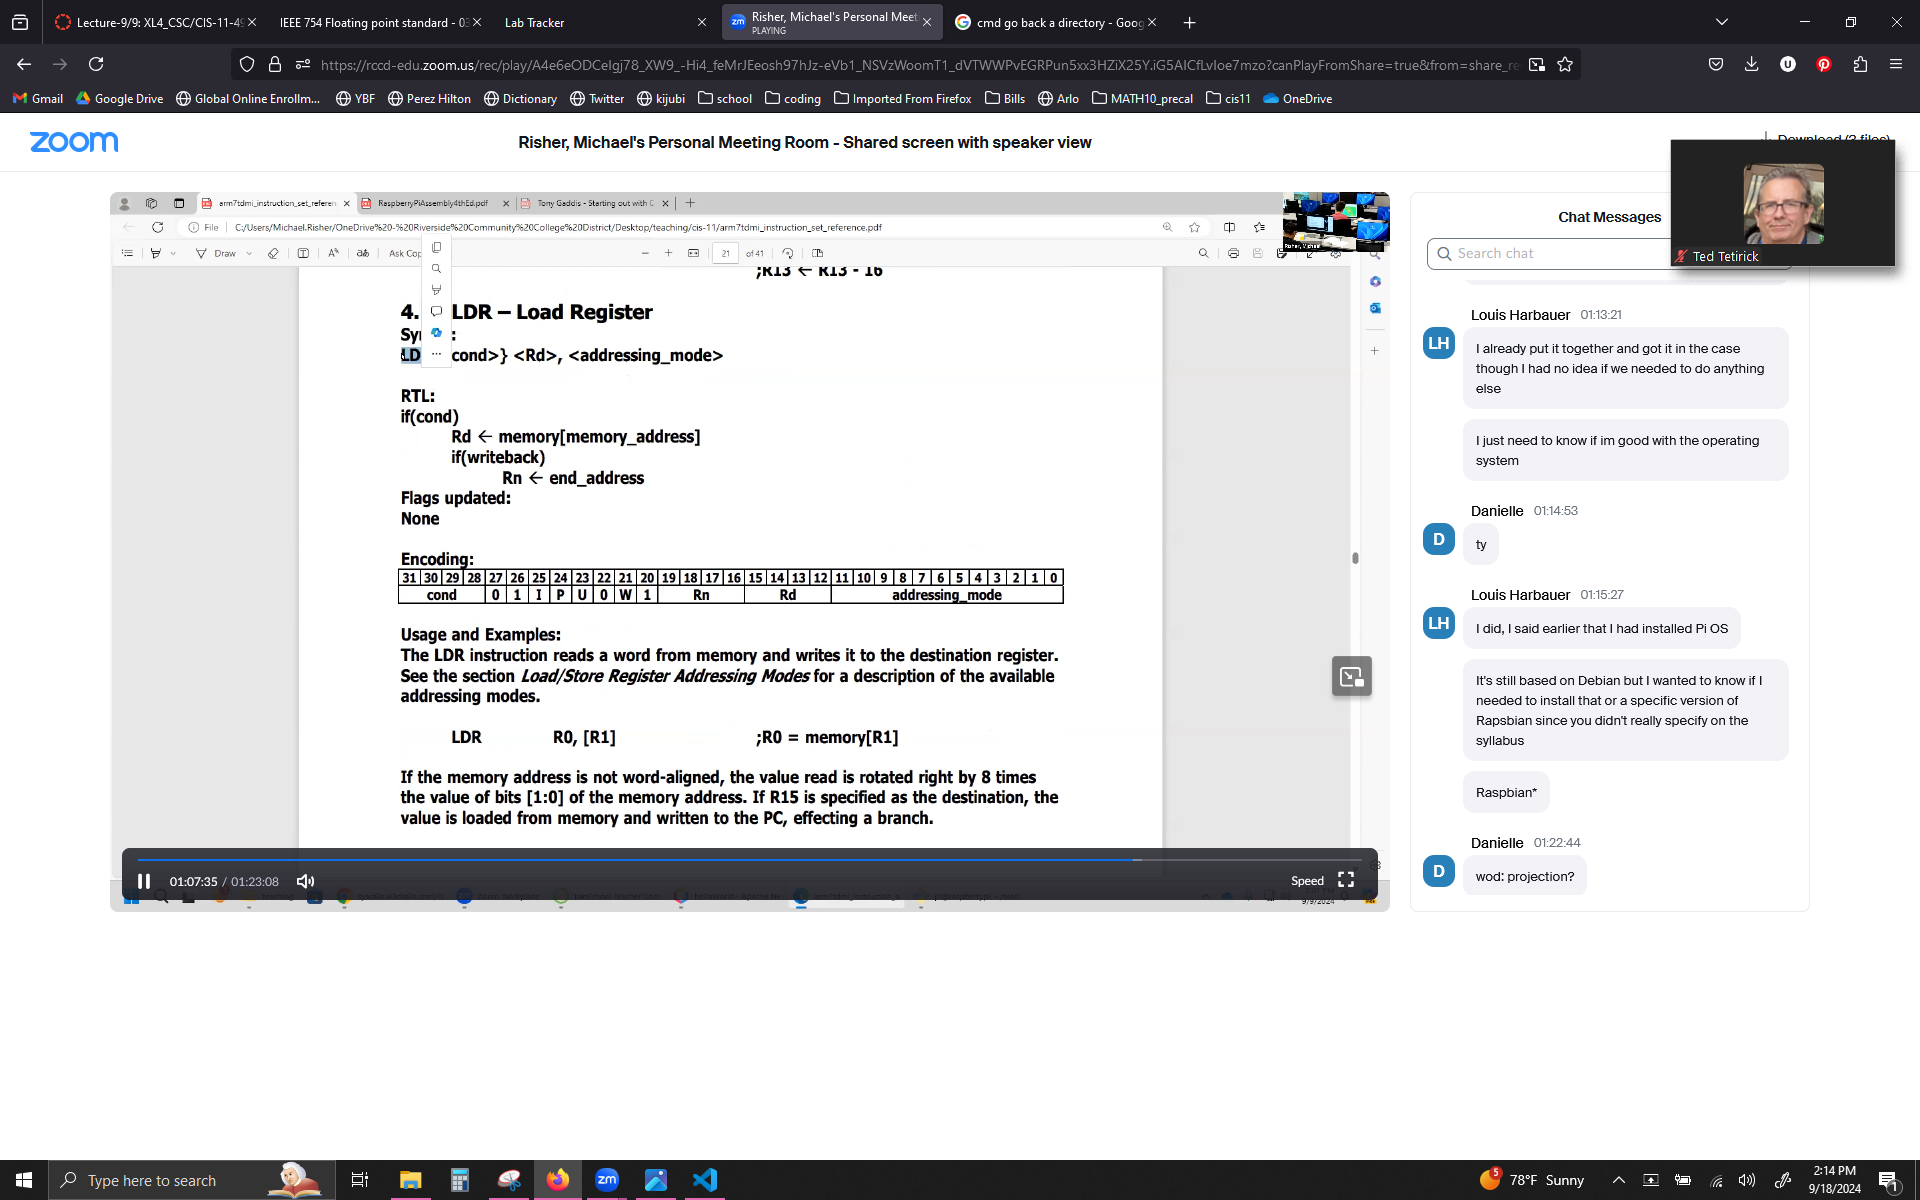 Lecture-9/9: XL4_CSC/CIS-11-49
IEEE 754 Floating point standard - 03
Lab Tracker
Risher, Michael's Personal Meeti
PLAYING
cmd go back a directory - Goog
https://rccd-edu.zoom.us/rec/play/
Gmail
Google Drive
Global Online Enrollm...
YBF
Perez Hilton
Dictionary
Twitter
kijubi
school
coding
Imported From Firefox
Bills
Arlo
MATH10_precal
cis11
OneDrive
zoom
Risher, Michael's Personal Meeting Room - Shared screen with speaker view
arm7tdmi_instruction_set_referen
RaspberryPiAssembly4thEd.pdf
Tony Gaddis - Starting out with C
File
C:/Users/Michael.Risher/OneDrive%20-%20Riverside%20Community%20College%20District/Desktop/teaching/cis-11/arm7tdmi_instruction_set_reference.pdf
Draw
Ask Cop
21
of 41
;R13 ← R13 - 16
4. LDR – Load Register
Sy :
LD cond>} <Rd>, <addressing_mode>
RTL:
if(cond)
Rd ← memory[memory_address]
if(writeback)
Rn ← end_address
Flags updated:
None
Encoding:
31 30 29 28 27 26 25 24 23 22 21 20 19 18 17 16 15 14 13 12 11 10 9 8 7 6 5 4 3 2 1 0
cond 0 1 I P U 0 W 1 Rn Rd addressing_mode
Usage and Examples:
The LDR instruction reads a word from memory and writes it to the destination register.
See the section Load/Store Register Addressing Modes for a description of the available
addressing modes.
LDR R0, [R1] ;R0 = memory[R1]
If the memory address is not word-aligned, the value read is rotated right by 8 times
the value of bits [1:0] of the memory address. If R15 is specified as the destination, the
value is loaded from memory and written to the PC, effecting a branch.
01:07:35 / 01:23:08
Speed
9/9/2024
Ted Tetirick
Chat Messages
Search chat
Louis Harbauer 01:13:21
LH
I already put it together and got it in the case
though I had no idea if we needed to do anything
else
I just need to know if im good with the operating
system
Danielle 01:14:53
D
ty
Louis Harbauer 01:15:27
LH
I did, I said earlier that I had installed Pi OS
It's still based on Debian but I wanted to know if I
needed to install that or a specific version of
Rapsbian since you didn't really specify on the
syllabus
Raspbian*
Danielle 01:22:44
D
wod: projection?
Type here to search
zm
5
78°F Sunny
2:14 PM
9/18/2024
1